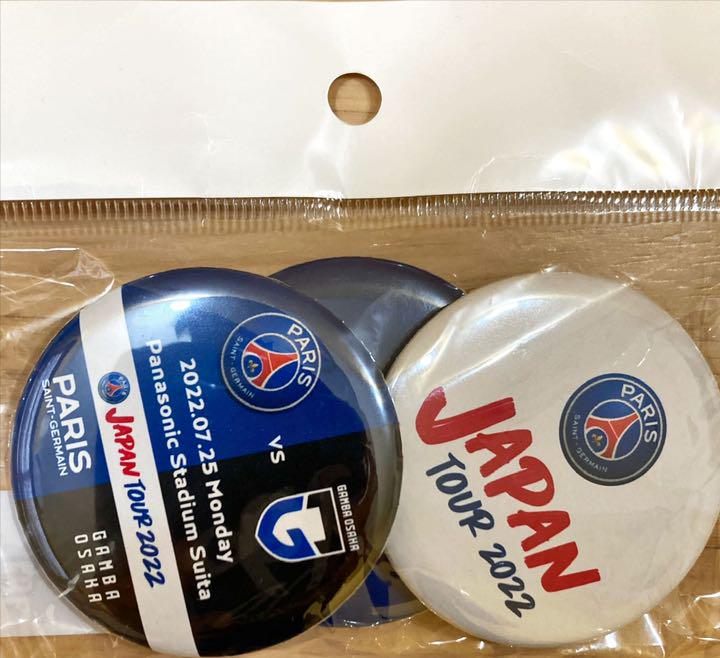 PARIS
SAINT-GERMAIN
VS
GAMBA OSAKA
2022.07.25 Monday
Panasonic Stadium Suita
JAPAN TOUR 2022
PARIS
SAINT-GERMAIN
GAMBA
OSAKA
PARIS
SAINT-GERMAIN
JAPAN
TOUR 2022